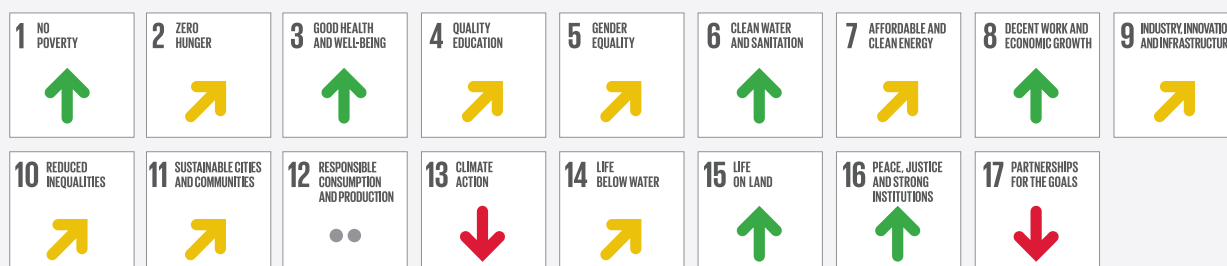 1 NO
POVERTY
2 ZERO
HUNGER
3 GOOD HEALTH
AND WELL-BEING
4 QUALITY
EDUCATION
5 GENDER
EQUALITY
6 CLEAN WATER
AND SANITATION
7 AFFORDABLE AND
CLEAN ENERGY
8 DECENT WORK AND
ECONOMIC GROWTH
9 INDUSTRY, INNOVATIO
AND INFRASTRUCTUR
10 REDUCED
INEQUALITIES
11 SUSTAINABLE CITIES
AND COMMUNITIES
12 RESPONSIBLE
CONSUMPTION
AND PRODUCTION
13 CLIMATE
ACTION
14 LIFE
BELOW WATER
15 LIFE
ON LAND
16 PEACE, JUSTICE
AND STRONG
INSTITUTIONS
17 PARTNERSHIPS
FOR THE GOALS